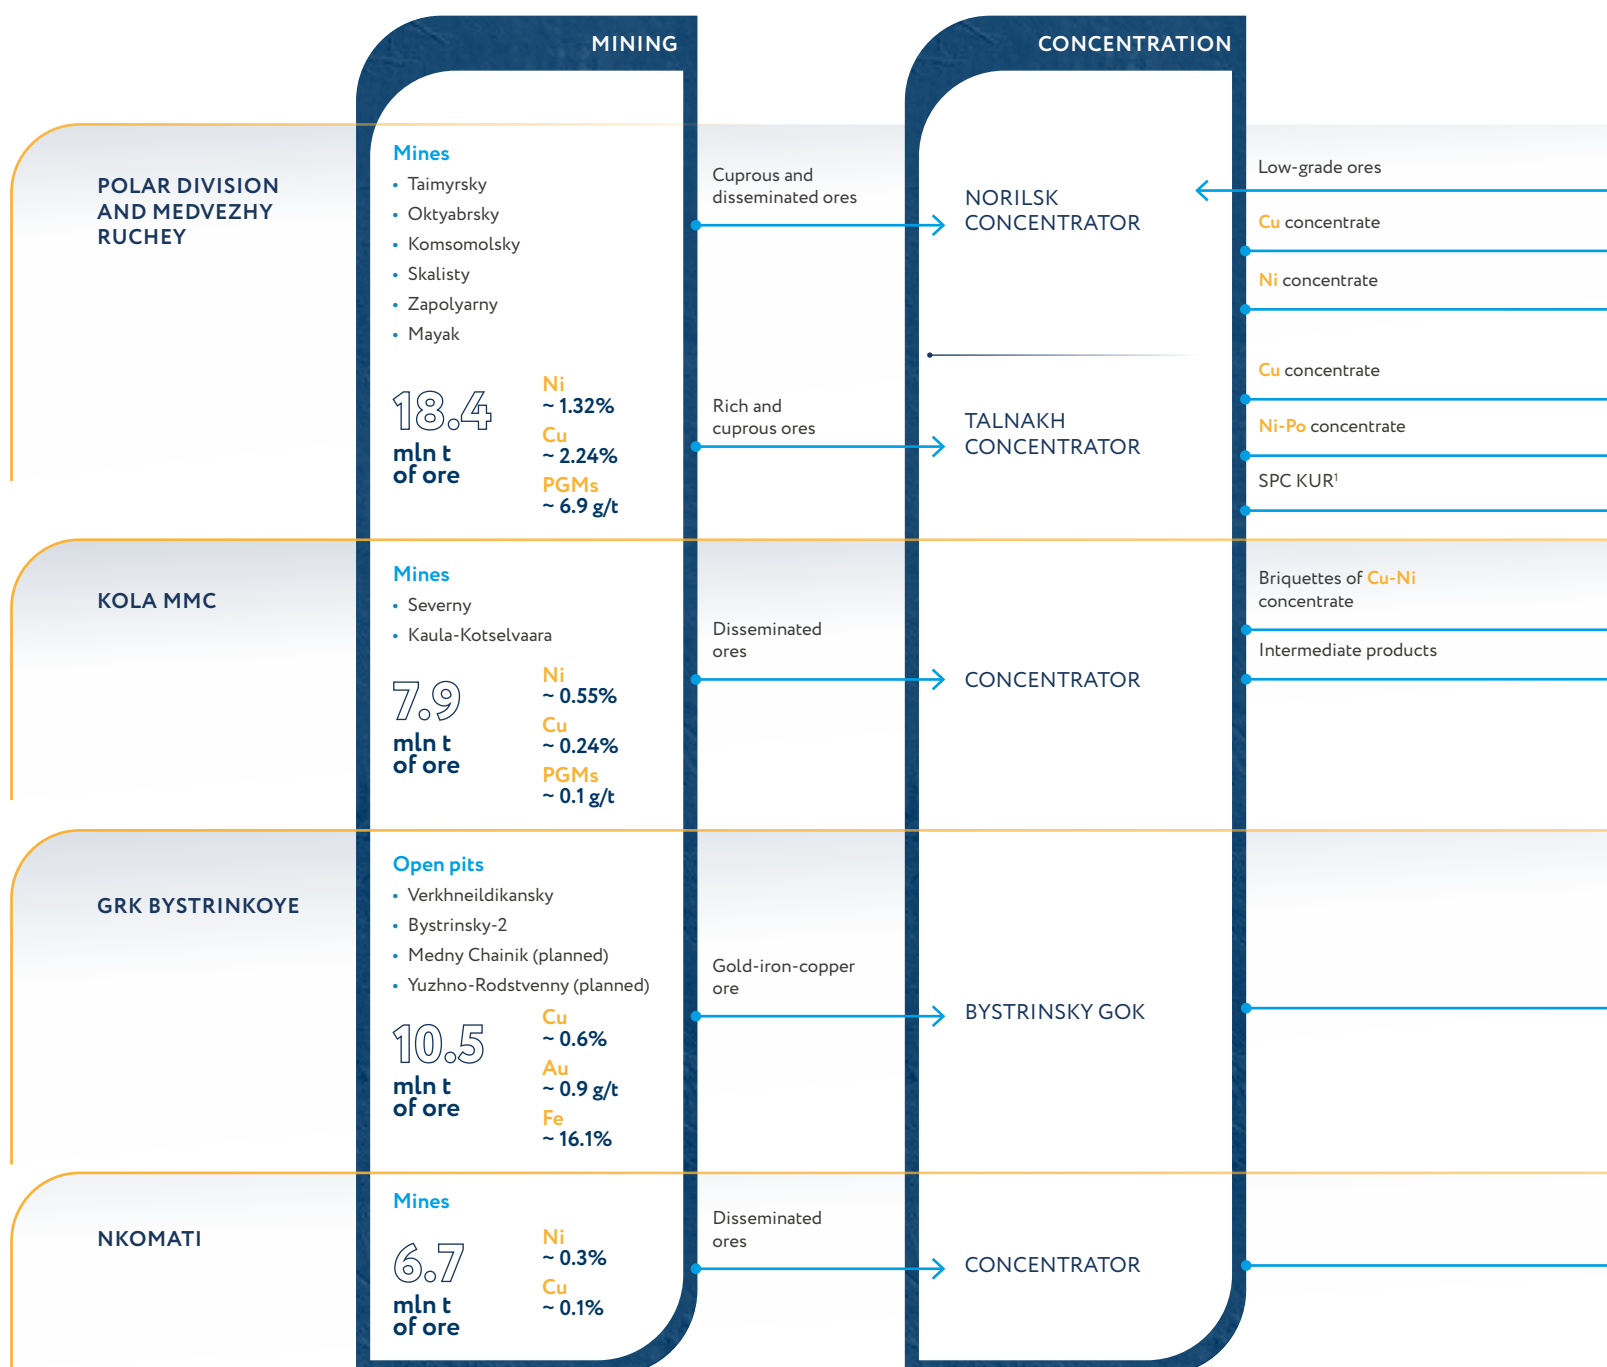 MINING
CONCENTRATION
POLAR DIVISION
AND MEDVEZHY
RUCHEY
Mines
• Taimyrsky
• Oktyabrsky
• Komsomolsky
• Skalisty
• Zapolyarny
• Mayak
18.4
mln t
of ore
Ni
~ 1.32%
Cu
~ 2.24%
PGMs
~ 6.9 g/t
Cuprous and
disseminated ores
Rich and
cuprous ores
NORILSK
CONCENTRATOR
TALNAKH
CONCENTRATOR
Low-grade ores
Cu concentrate
Ni concentrate
Cu concentrate
Ni-Po concentrate
SPC KUR¹
KOLA MMC
Mines
• Severny
• Kaula-Kotselvaara
7.9
mln t
of ore
Ni
~ 0.55%
Cu
~ 0.24%
PGMs
~ 0.1 g/t
Disseminated
ores
CONCENTRATOR
Briquettes of Cu-Ni
concentrate
Intermediate products
GRK BYSTRINKOYE
Open pits
• Verkhneildikansky
• Bystrinsky-2
• Medny Chainik (planned)
• Yuzhno-Rodstvenny (planned)
10.5
mln t
of ore
Cu
~ 0.6%
Au
~ 0.9 g/t
Fe
~ 16.1%
Gold-iron-copper
ore
BYSTRINSKY GOK
NKOMATI
Mines
6.7
mln t
of ore
Ni
~ 0.3%
Cu
~ 0.1%
Disseminated
ores
CONCENTRATOR